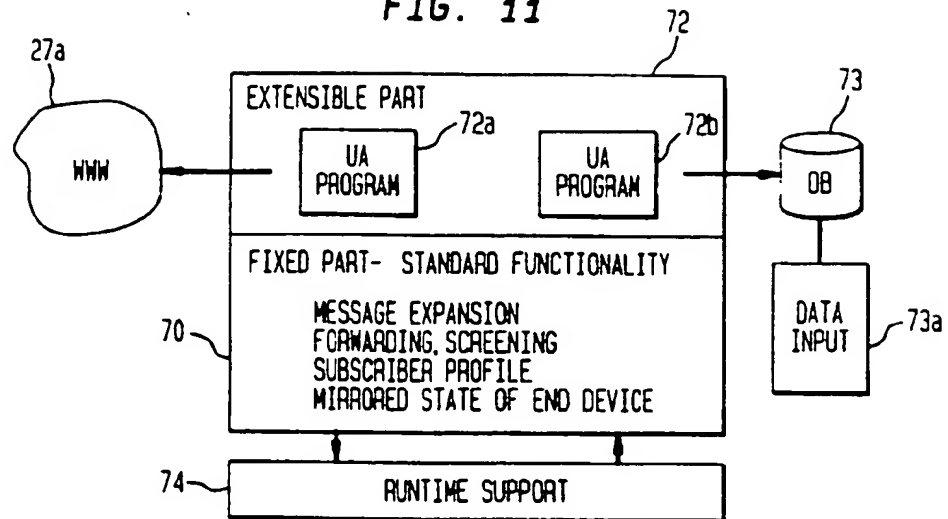 FIG. 11
27a
72
73
EXTENSIBLE PART
72a
72b
WWW
UA
PROGRAM
UA
PROGRAM
DB
FIXED PART- STANDARD FUNCTIONALITY
MESSAGE EXPANSION
FORWARDING, SCREENING
SUBSCRIBER PROFILE
MIRRORED STATE OF END DEVICE
70
DATA
INPUT
73a
74
RUNTIME SUPPORT